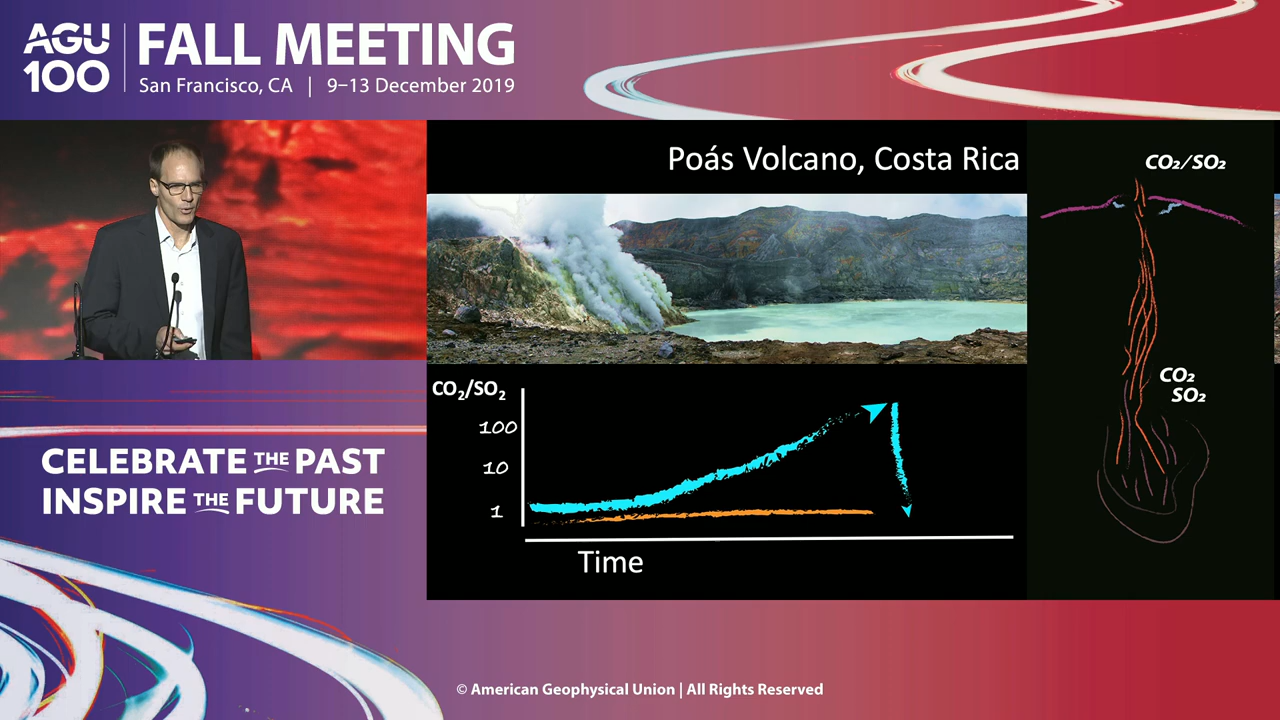 AGU
100
FALL MEETING
San Francisco, CA | 9–13 December 2019
Poás Volcano, Costa Rica
CO₂/SO₂
CO₂/SO₂
100
10
1
Time
CO₂
SO₂
CELEBRATE THE PAST
INSPIRE THE FUTURE
© American Geophysical Union | All Rights Reserved